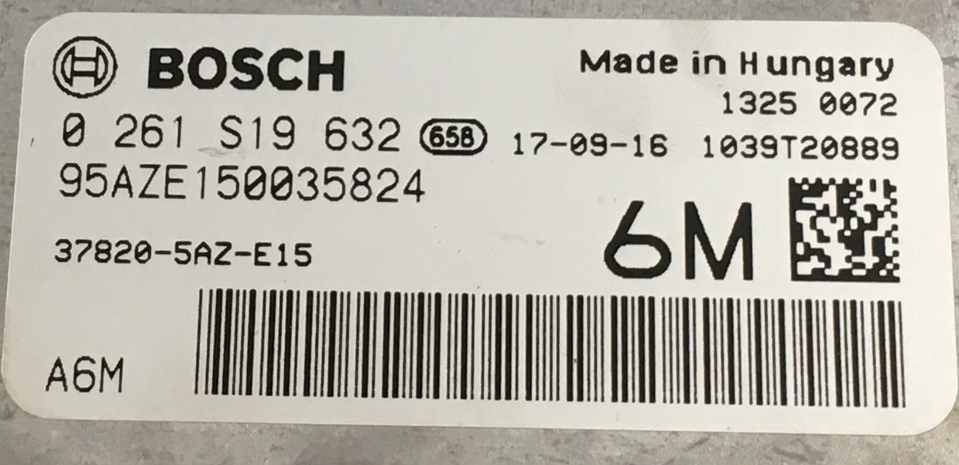 BOSCH
Made in Hungary
1325 0072
0 261 S19 632 658 17-09-16 1039T20889
95AZE150035824
6M
37820-5AZ-E15
A6M